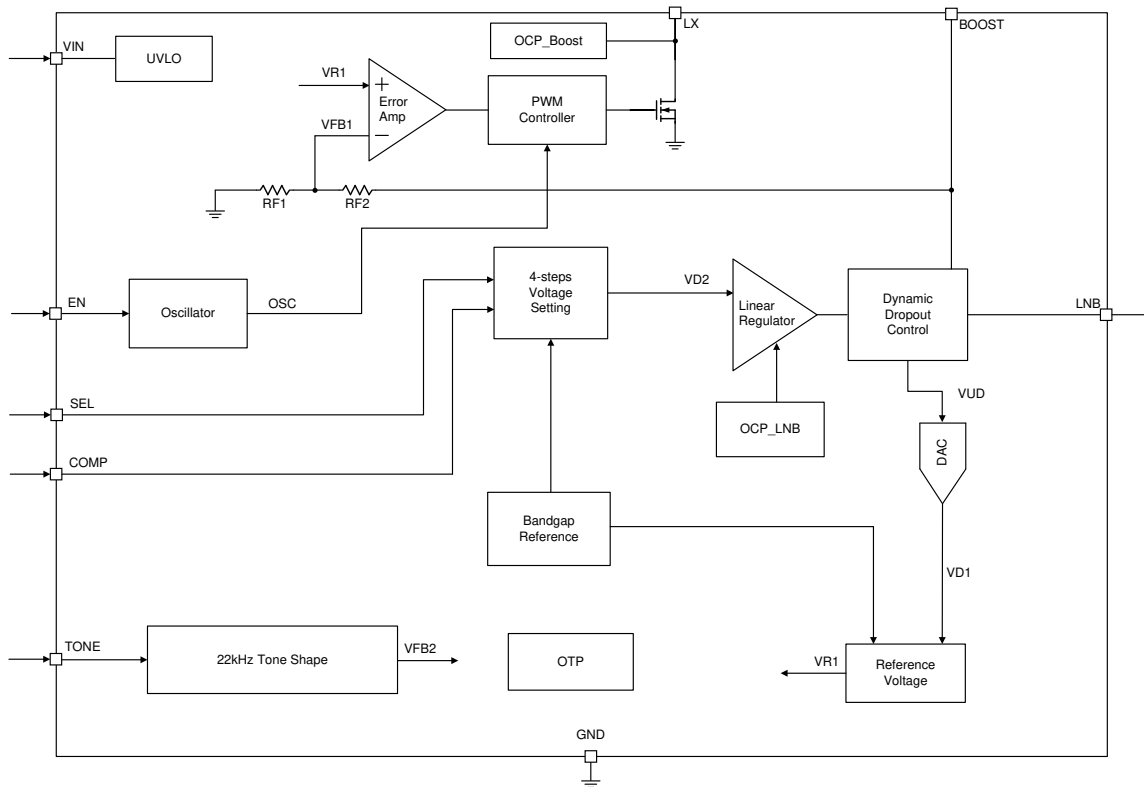 LX
BOOST
VIN
UVLO
OCP_Boost
VR1
+
Error
Amp
VFB1
−
PWM
Controller
RF1
RF2
EN
Oscillator
OSC
4-steps
Voltage
Setting
VD2
Linear
Regulator
Dynamic
Dropout
Control
LNB
SEL
OCP_LNB
VUD
DAC
COMP
Bandgap
Reference
VD1
TONE
22kHz Tone Shape
VFB2
OTP
VR1
Reference
Voltage
GND